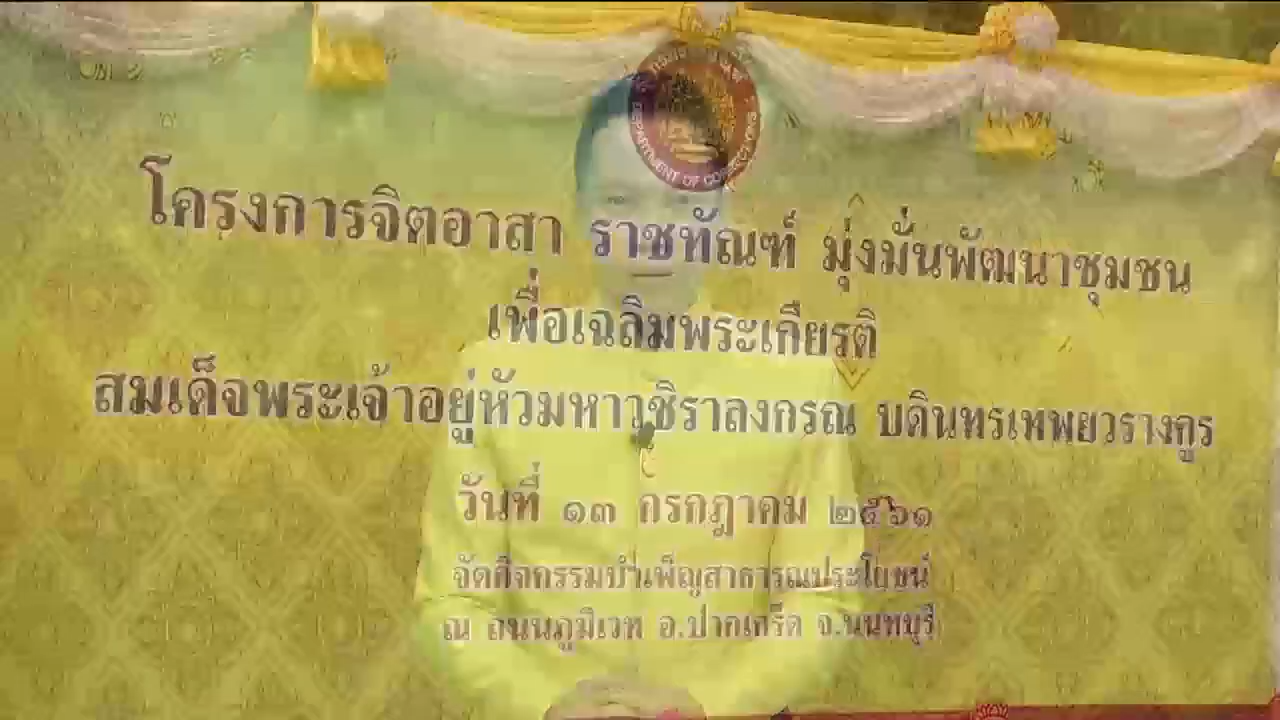 DEPARTMENT OF CORRECTIONS
โครงการจิตอาสา ราชทัณฑ์ มุ่งมั่นพัฒนาชุมชน
เพื่อเฉลิมพระเกียรติ
สมเด็จพระเจ้าอยู่หัวมหาวชิราลงกรณ บดินทรเทพยวรางกูร
วันที่ ๑๓ กรกฎาคม ๒๕๖๑
จัดกิจกรรมบำเพ็ญสาธารณประโยชน์
ณ ถนนภูมิเวท อ.ปากเกร็ด จ.นนทบุรี